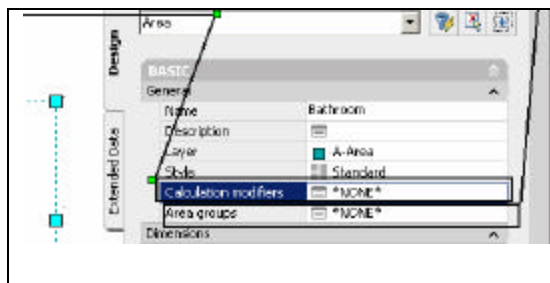 Area
Design
BASIC
General
Name Bathroom
Description
Layer A-Area
Style Standard
Extended Data
Calculation modifiers *NONE*
Area groups *NONE*
Dimensions